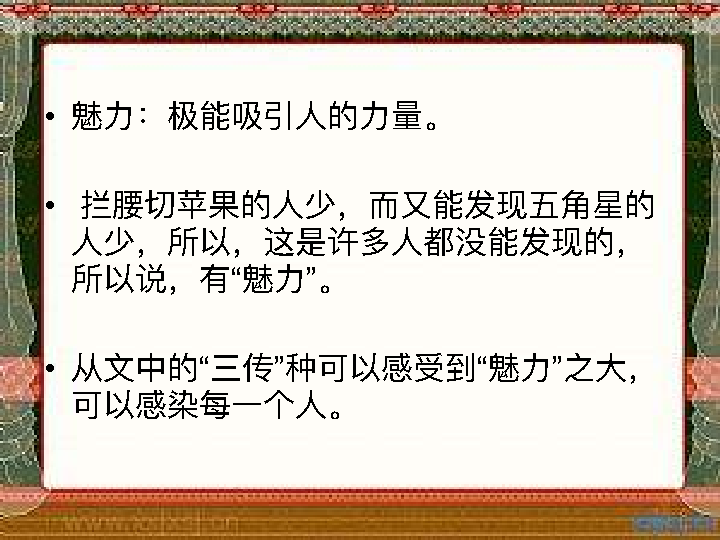 • 魅力：极能吸引人的力量。
• 拦腰切苹果的人少，而又能发现五角星的
人少，所以，这是许多人都没能发现的，
所以说，有“魅力”。
• 从文中的“三传”种可以感受到“魅力”之大，
可以感染每一个人。